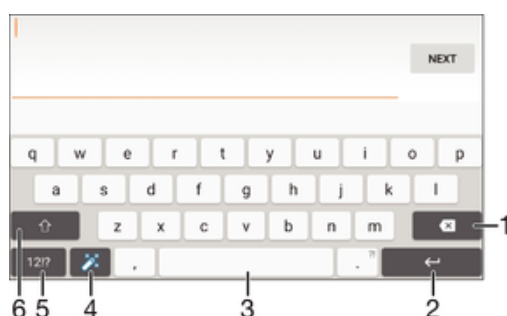 NEXT
q w e r t y u i o p
a s d f g h j k l
z x c v b n m 1
12!? , . ?!
6 5 4 3 2